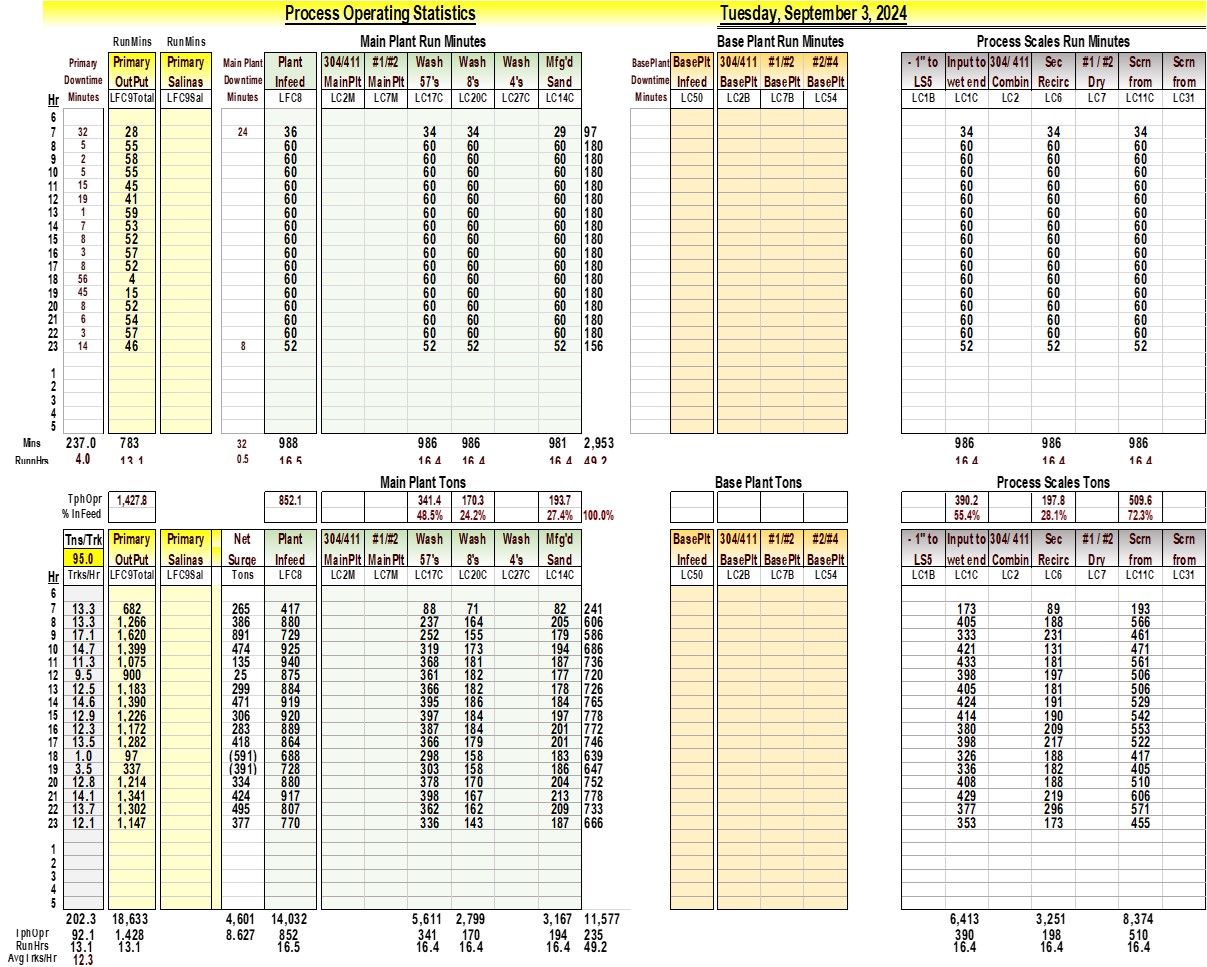 Process Operating Statistics Tuesday, September 3, 2024
RunMins RunMins Main Plant Run Minutes Base Plant Run Minutes Process Scales Run Minutes
Primary Primary Primary Main Plant Plant 304/411 #1/#2 Wash Wash Wash Mfg'd BasePlant BasePlt 304/411 #1/#2 #2/#4 - 1" to Input to 304/ 411 Sec #1 / #2 Scrn Scrn
Downtime OutPut Salinas Downtime Infeed MainPlt MainPlt 57's 8's 4's Sand Downtime Infeed BasePlt BasePlt BasePlt LS5 wet end Combin Recirc Dry from from
Hr Minutes LFC9Total LFC9Sal Minutes LFC8 LC2M LC7M LC17C LC20C LC27C LC14C Minutes LC50 LC2B LC7B LC54 LC1B LC1C LC2 LC6 LC7 LC11C LC31
6
7 32 28 24 36 34 34 29 97 34 34 34
8 5 55 60 60 60 60 180 60 60 60
9 2 58 60 60 60 60 180 60 60 60
10 5 55 60 60 60 60 180 60 60 60
11 15 45 60 60 60 60 180 60 60 60
12 19 41 60 60 60 60 180 60 60 60
13 1 59 60 60 60 60 180 60 60 60
14 7 53 60 60 60 60 180 60 60 60
15 8 52 60 60 60 60 180 60 60 60
16 3 57 60 60 60 60 180 60 60 60
17 8 52 60 60 60 60 180 60 60 60
18 56 4 60 60 60 60 180 60 60 60
19 45 15 60 60 60 60 180 60 60 60
20 8 52 60 60 60 60 180 60 60 60
21 6 54 60 60 60 60 180 60 60 60
22 3 57 60 60 60 60 180 60 60 60
23 14 46 8 52 52 52 52 156 52 52 52
1
2
3
4
5
Mins 237.0 783 32 988 986 986 981 2,953 986 986 986
RunnHrs 4.0 13.1 0.5 16.5 16.4 16.4 16.4 49.2 16.4 16.4 16.4
Main Plant Tons Base Plant Tons Process Scales Tons
TphOpr 1,427.8 852.1 341.4 170.3 193.7 390.2 197.8 509.6
% InFeed 48.5% 24.2% 27.4% 100.0% 55.4% 28.1% 72.3%
Tns/Trk Primary Primary Net Plant 304/411 #1/#2 Wash Wash Wash Mfg'd BasePlt 304/411 #1/#2 #2/#4 - 1" to Input to 304/ 411 Sec #1 / #2 Scrn Scrn
95.0 OutPut Salinas Surge Infeed MainPlt MainPlt 57's 8's 4's Sand Infeed BasePlt BasePlt BasePlt LS5 wet end Combin Recirc Dry from from
Hr Trks/Hr LFC9Total LFC9Sal Tons LFC8 LC2M LC7M LC17C LC20C LC27C LC14C LC50 LC2B LC7B LC54 LC1B LC1C LC2 LC6 LC7 LC11C LC31
6
7 13.3 682 265 417 88 71 82 241 173 89 193
8 13.3 1,266 386 880 237 164 205 606 405 188 566
9 17.1 1,620 891 729 252 155 179 586 333 231 461
10 14.7 1,399 474 925 319 173 194 686 421 131 471
11 11.3 1,075 135 940 368 181 187 736 433 181 561
12 9.5 900 25 875 361 182 177 720 398 197 506
13 12.5 1,183 299 884 366 182 178 726 405 181 506
14 14.6 1,390 471 919 395 186 184 765 424 191 529
15 12.9 1,226 306 920 397 184 197 778 414 190 542
16 12.3 1,172 283 889 387 184 201 772 380 209 553
17 13.5 1,282 418 864 366 179 201 746 398 217 522
18 1.0 97 (591) 688 298 158 183 639 326 188 417
19 3.5 337 (391) 728 303 158 186 647 336 182 405
20 12.8 1,214 334 880 378 170 204 752 408 188 510
21 14.1 1,341 424 917 398 167 213 778 429 219 606
22 13.7 1,302 495 807 362 162 209 733 377 296 571
23 12.1 1,147 377 770 336 143 187 666 353 173 455
1
2
3
4
5
202.3 18,633 4,601 14,032 5,611 2,799 3,167 11,577 6,413 3,251 8,374
TphOpr 92.1 1,428 8,627 852 341 170 194 235 390 198 510
RunHrs 13.1 13.1 16.5 16.4 16.4 16.4 49.2 16.4 16.4 16.4
AvgTrks/Hr 12.3